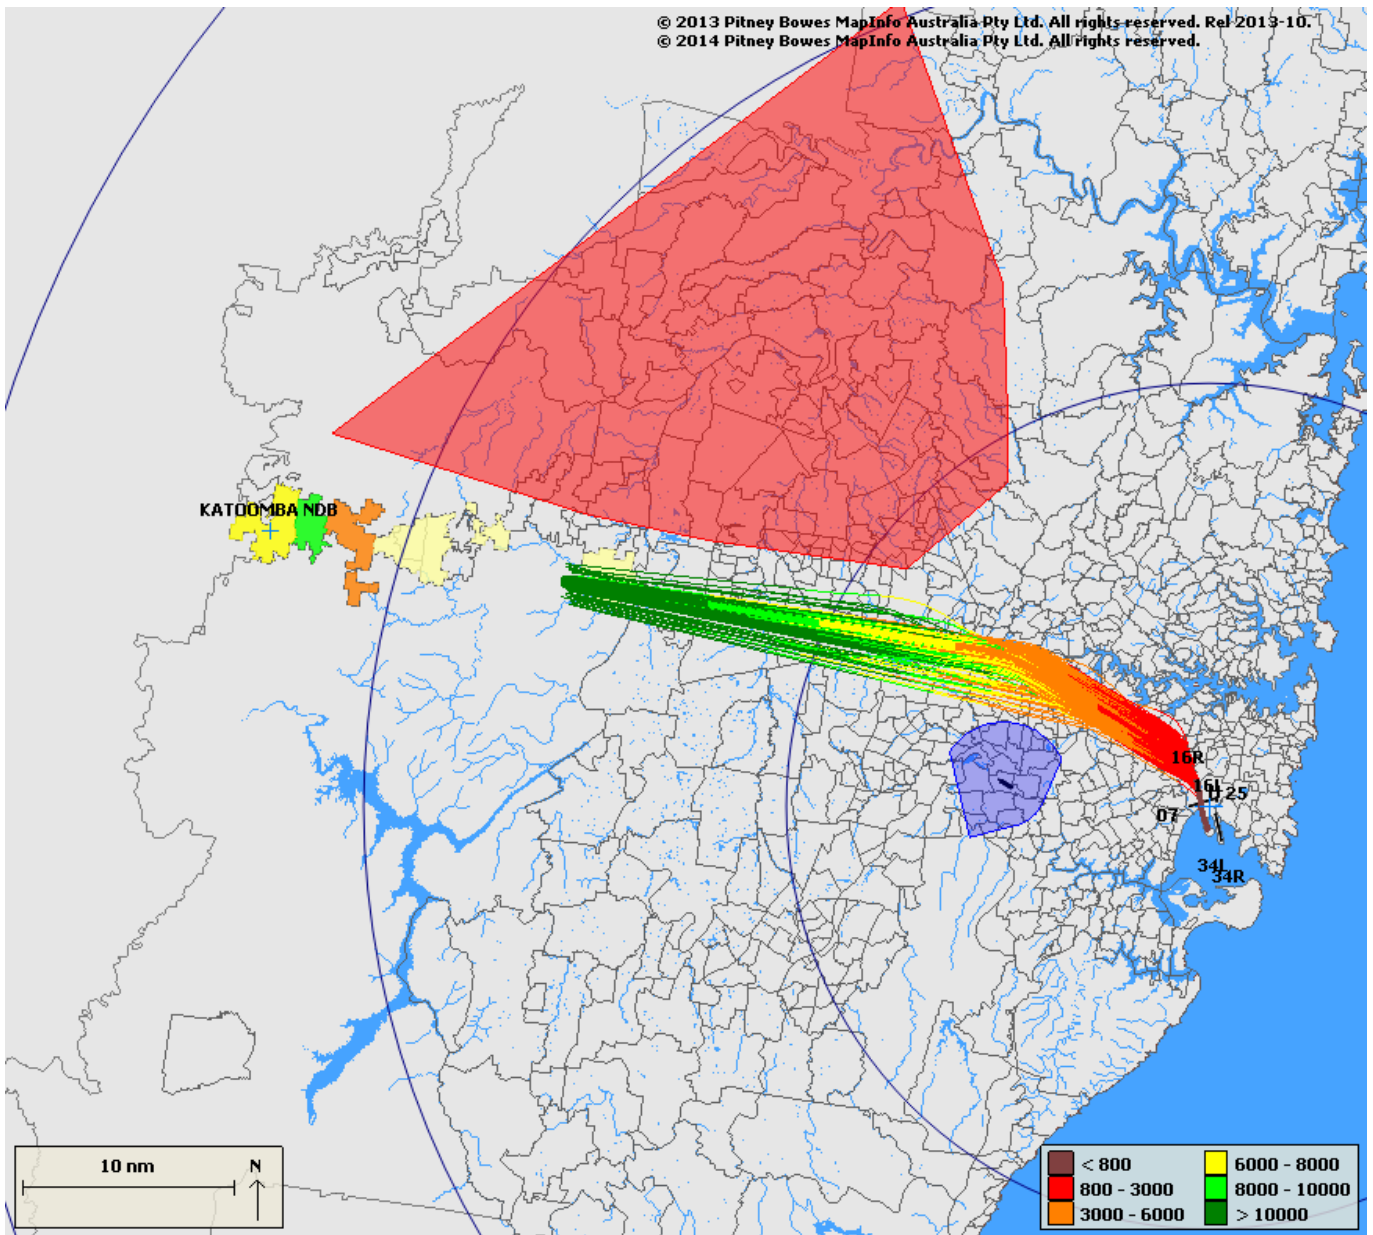 © 2013 Pitney Bowes MapInfo Australia Pty Ltd. All rights reserved. Rel 2013-10.
© 2014 Pitney Bowes MapInfo Australia Pty Ltd. All rights reserved.
KATOOMBA NDB
16R
16L
25
07
34L
34R
10 nm
N
< 800
6000 - 8000
800 - 3000
8000 - 10000
3000 - 6000
> 10000